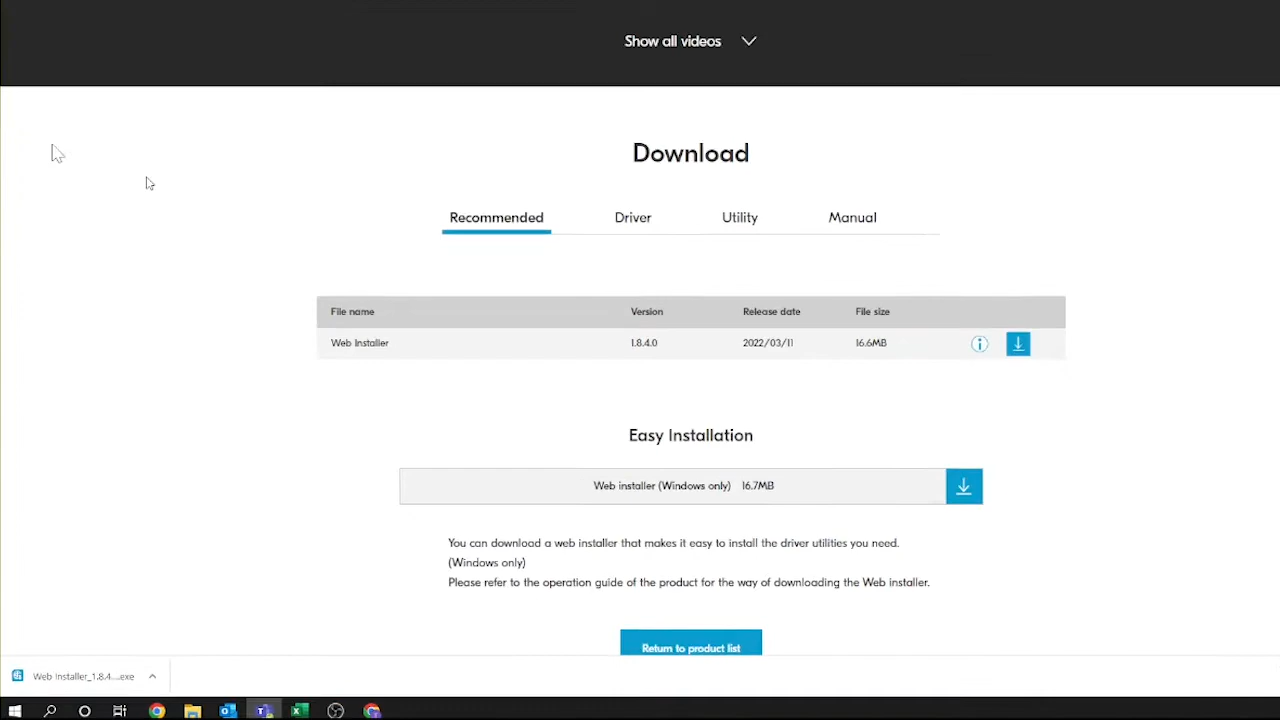 Show all videos
Download
Recommended Driver Utility Manual
File name Version Release date File size
Web Installer 1.8.4.0 2022/03/11 16.6MB
Easy Installation
Web installer (Windows only) 16.7MB
You can download a web installer that makes it easy to install the driver utilities you need.
(Windows only)
Please refer to the operation guide of the product for the way of downloading the Web installer.
Return to product list
Web Installer_1.8.4....exe